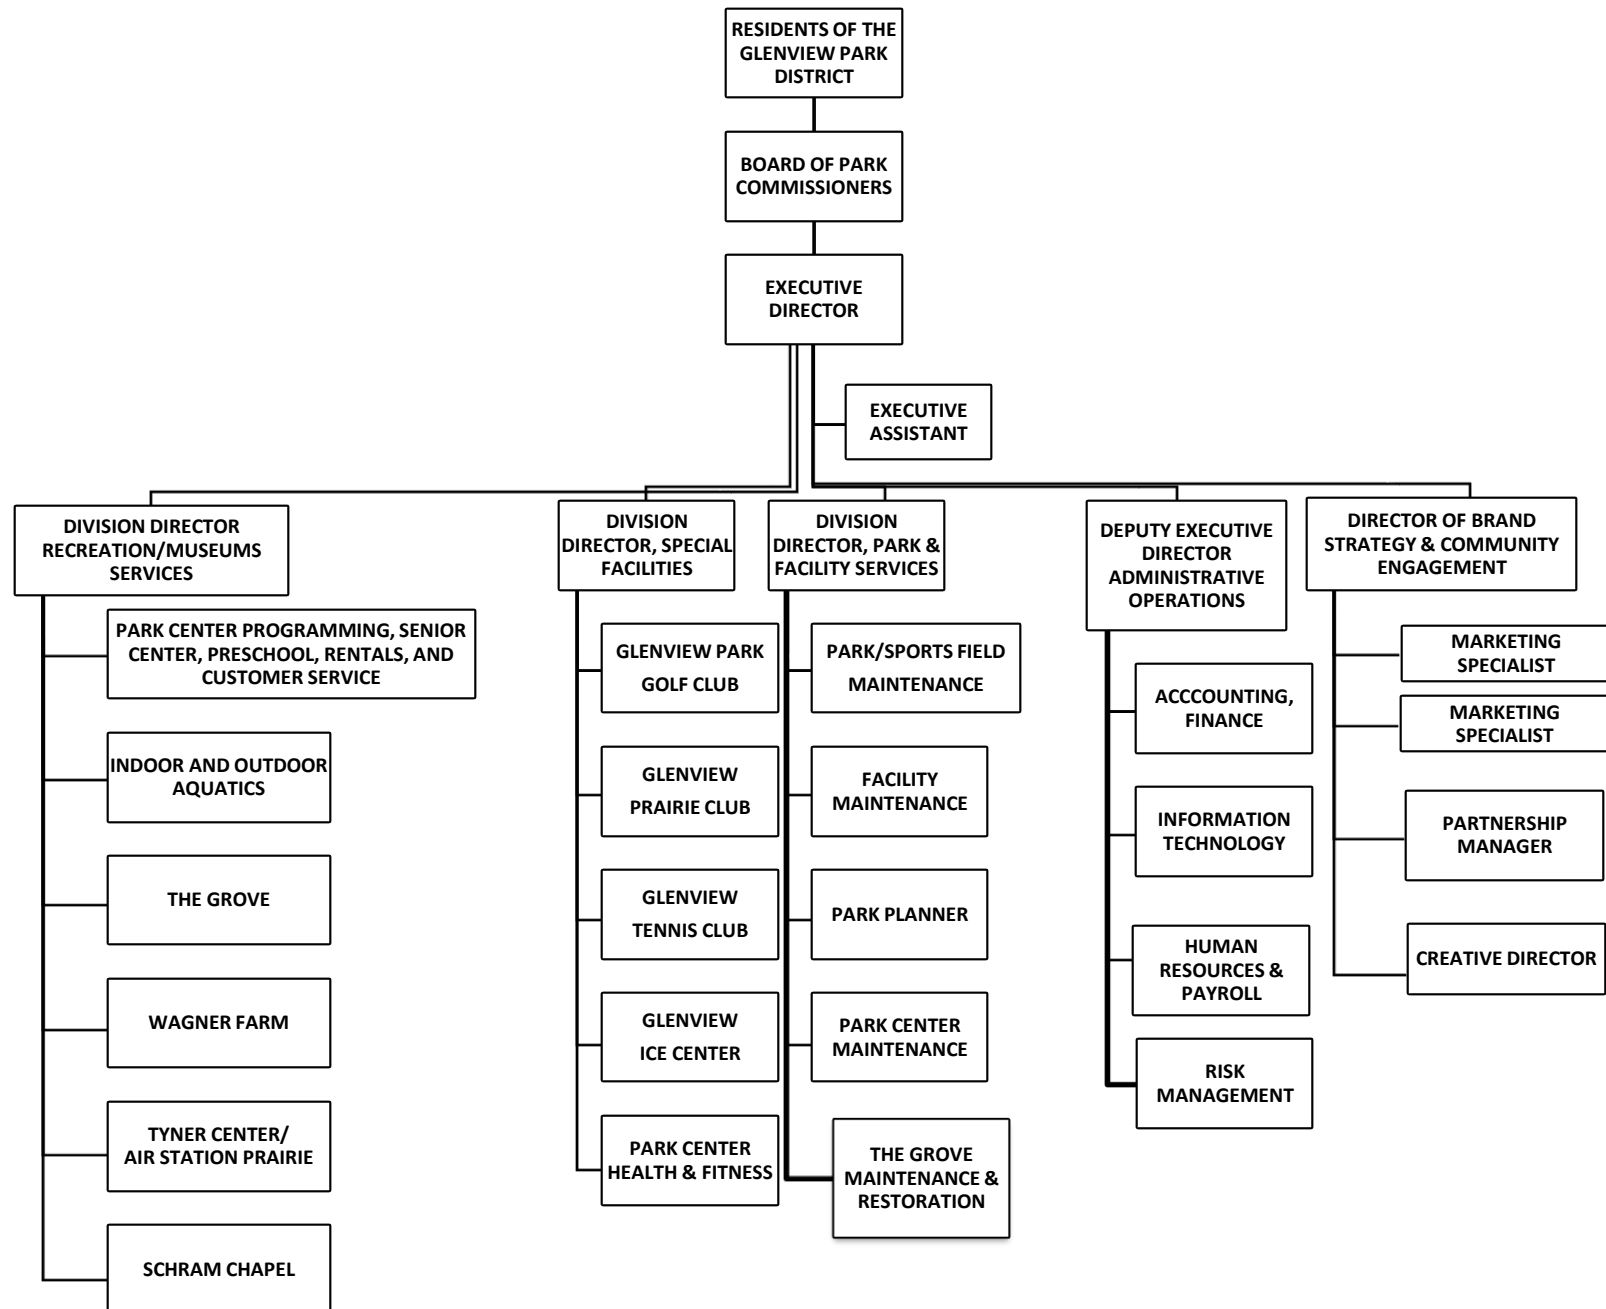 RESIDENTS OF THE
GLENVIEW PARK
DISTRICT
BOARD OF PARK
COMMISSIONERS
EXECUTIVE
DIRECTOR
EXECUTIVE
ASSISTANT
DIVISION DIRECTOR
RECREATION/MUSEUMS
SERVICES
PARK CENTER PROGRAMMING, SENIOR
CENTER, PRESCHOOL, RENTALS, AND
CUSTOMER SERVICE
INDOOR AND OUTDOOR
AQUATICS
THE GROVE
WAGNER FARM
TYNER CENTER/
AIR STATION PRAIRIE
SCHRAM CHAPEL
DIVISION
DIRECTOR, SPECIAL
FACILITIES
GLENVIEW PARK
GOLF CLUB
GLENVIEW
PRAIRIE CLUB
GLENVIEW
TENNIS CLUB
GLENVIEW
ICE CENTER
PARK CENTER
HEALTH & FITNESS
DIVISION
DIRECTOR, PARK &
FACILITY SERVICES
PARK/SPORTS FIELD
MAINTENANCE
FACILITY
MAINTENANCE
PARK PLANNER
PARK CENTER
MAINTENANCE
THE GROVE
MAINTENANCE &
RESTORATION
DEPUTY EXECUTIVE
DIRECTOR
ADMINISTRATIVE
OPERATIONS
ACCCOUNTING,
FINANCE
INFORMATION
TECHNOLOGY
HUMAN
RESOURCES &
PAYROLL
RISK
MANAGEMENT
DIRECTOR OF BRAND
STRATEGY & COMMUNITY
ENGAGEMENT
MARKETING
SPECIALIST
MARKETING
SPECIALIST
PARTNERSHIP
MANAGER
CREATIVE DIRECTOR